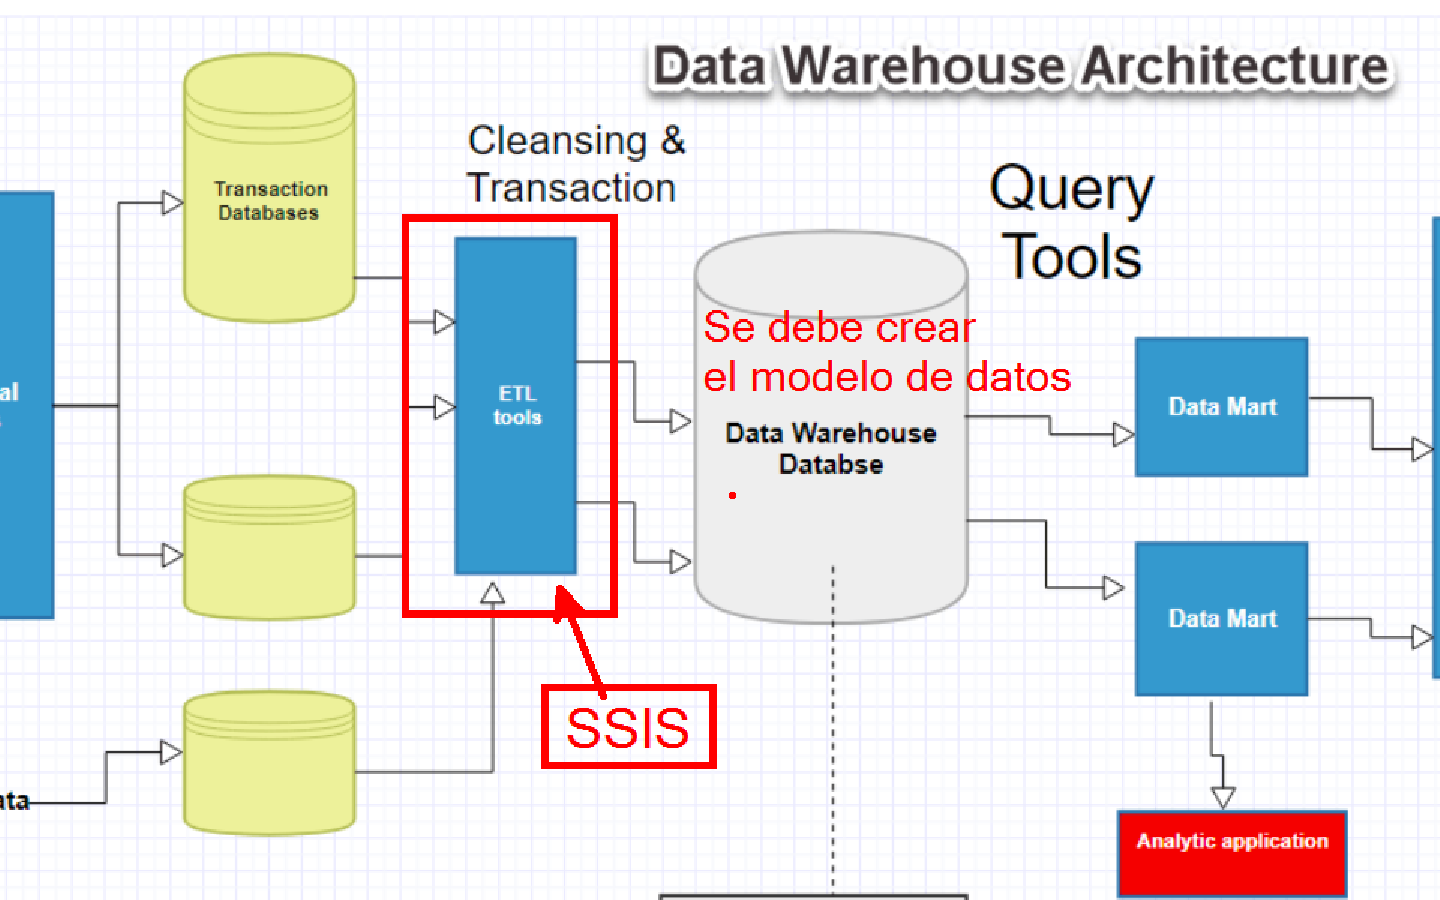 Data Warehouse Architecture
Cleansing &
Transaction
Query
Tools
Transaction
Databases
al
ETL
tools
Se debe crear
el modelo de datos
Data Warehouse
Databse
Data Mart
Data Mart
SSIS
ata
Analytic application